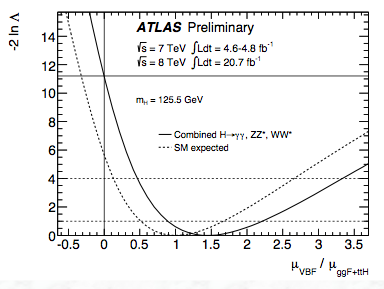 -2 ln Λ
ATLAS Preliminary
√s = 7 TeV ∫Ldt = 4.6-4.8 fb⁻¹
√s = 8 TeV ∫Ldt = 20.7 fb⁻¹
m_H = 125.5 GeV
Combined H→γγ, ZZ*, WW*
SM expected
14
12
10
8
6
4
2
0
-0.5 0 0.5 1 1.5 2 2.5 3 3.5
μ_VBF / μ_ggF+ttH